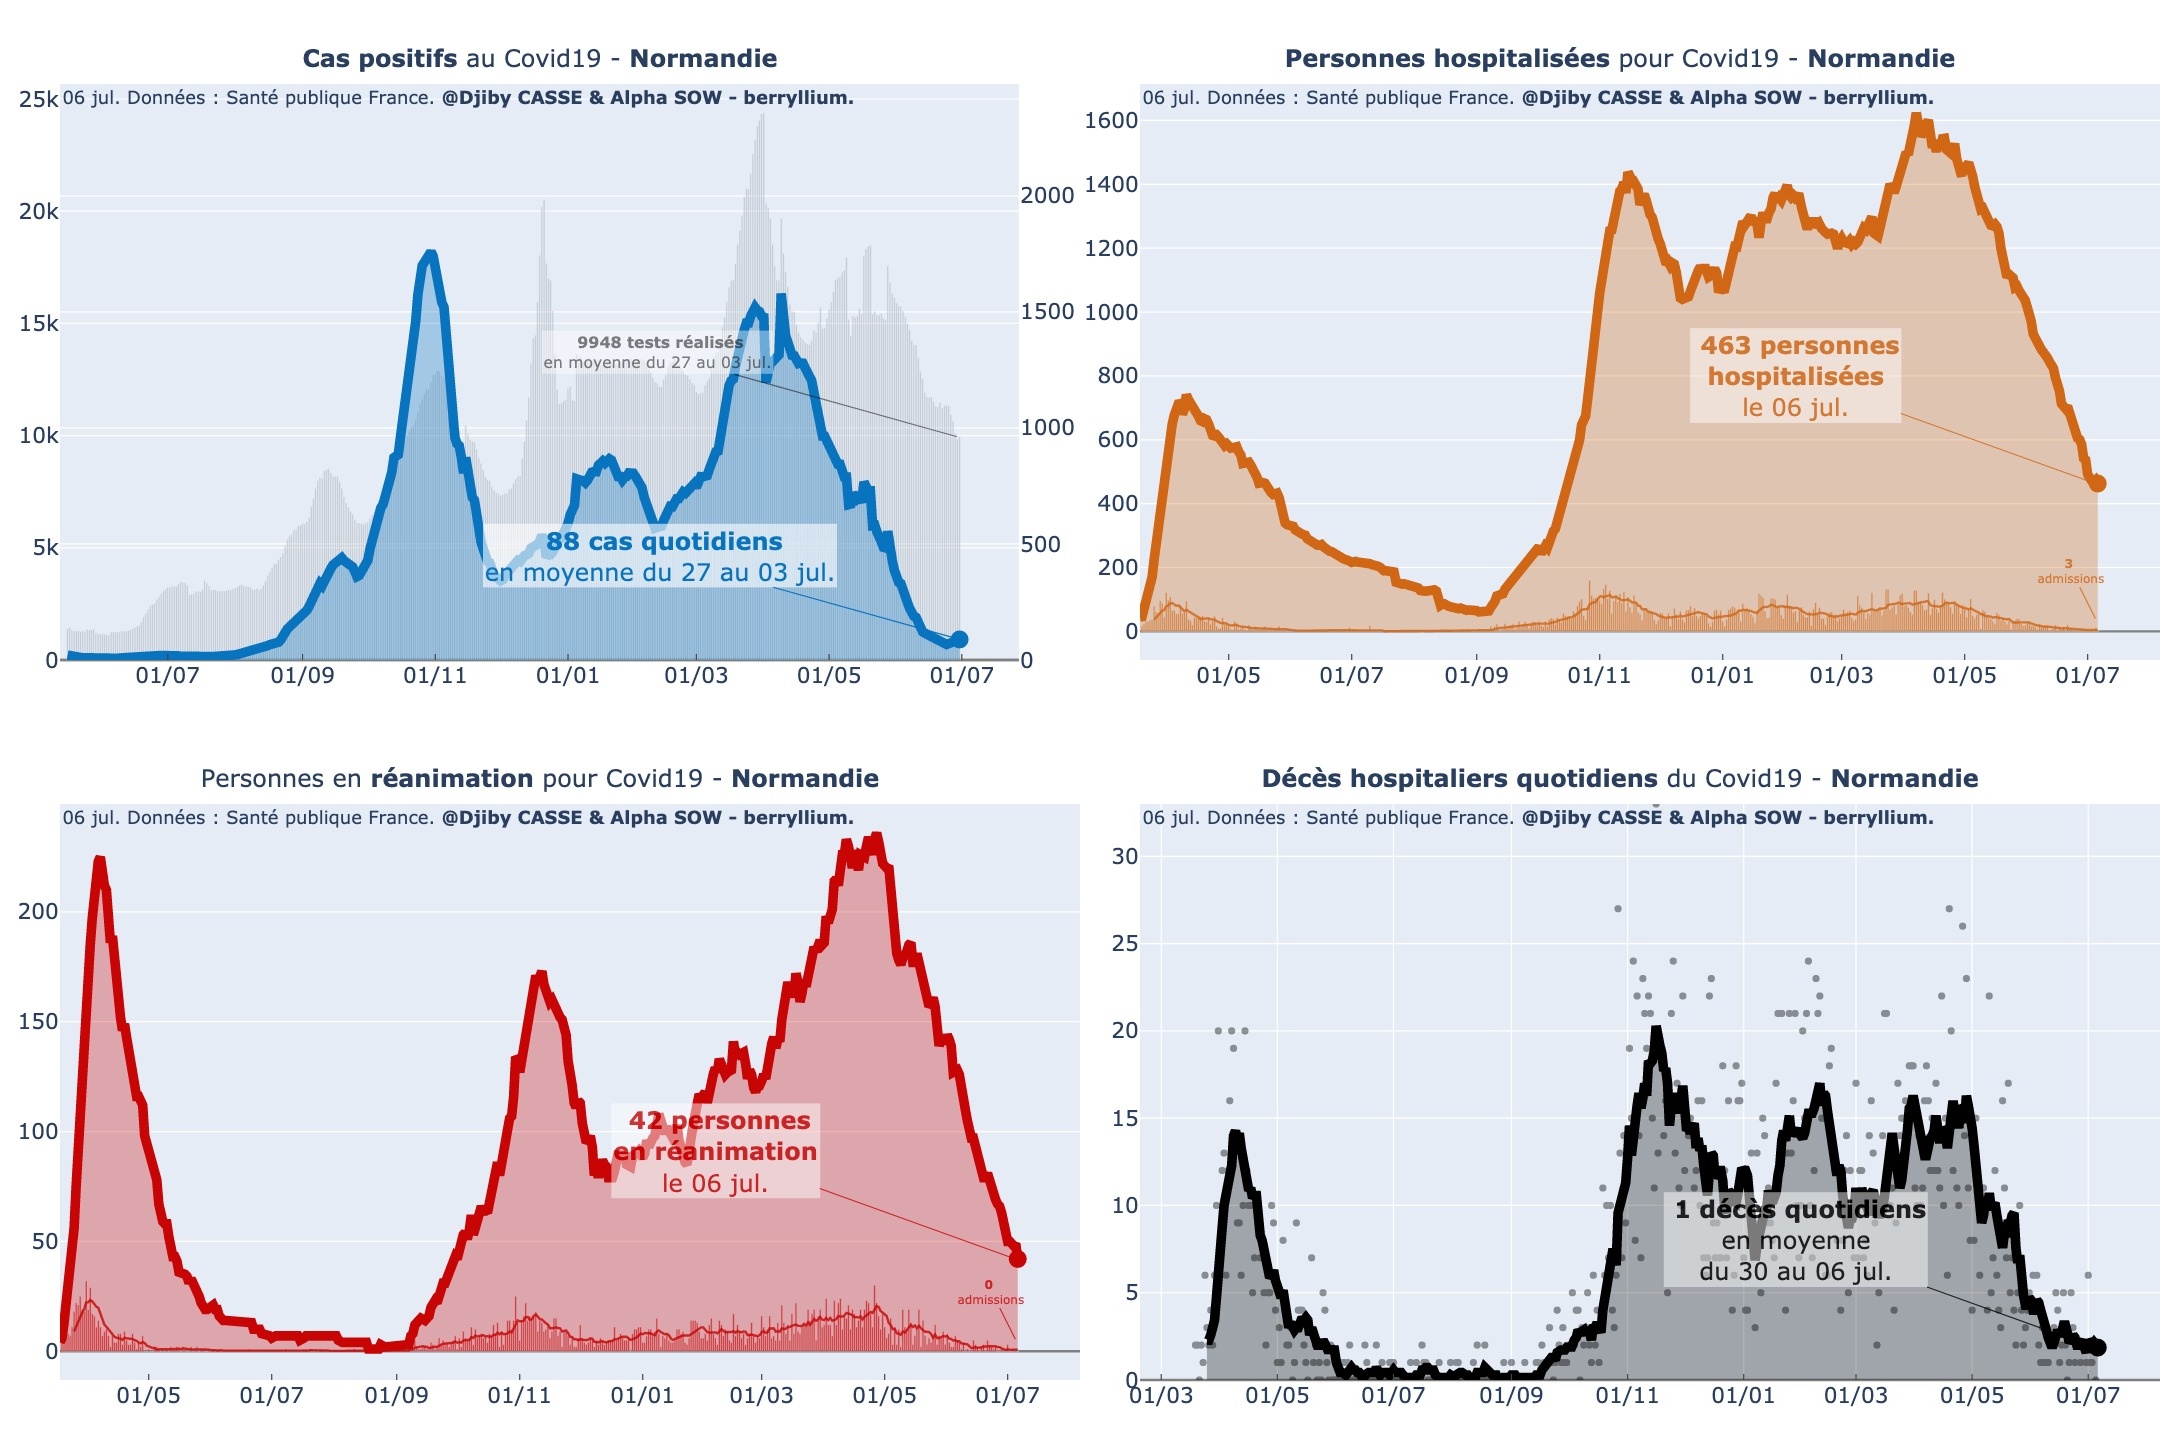 Cas positifs au Covid19 - Normandie
06 jul. Données : Santé publique France. @Djiby CASSE & Alpha SOW - berryllium.
25k
20k
15k
10k
5k
0
2000
1500
1000
500
0
9948 tests réalisés
en moyenne du 27 au 03 jul.
88 cas quotidiens
en moyenne du 27 au 03 jul.
01/07 01/09 01/11 01/01 01/03 01/05 01/07
Personnes hospitalisées pour Covid19 - Normandie
06 jul. Données : Santé publique France. @Djiby CASSE & Alpha SOW - berryllium.
1600
1400
1200
1000
800
600
400
200
0
463 personnes
hospitalisées
le 06 jul.
3
admissions
01/05 01/07 01/09 01/11 01/01 01/03 01/05 01/07
Personnes en réanimation pour Covid19 - Normandie
06 jul. Données : Santé publique France. @Djiby CASSE & Alpha SOW - berryllium.
200
150
100
50
0
42 personnes
en réanimation
le 06 jul.
0
admissions
01/05 01/07 01/09 01/11 01/01 01/03 01/05 01/07
Décès hospitaliers quotidiens du Covid19 - Normandie
06 jul. Données : Santé publique France. @Djiby CASSE & Alpha SOW - berryllium.
30
25
20
15
10
5
0
1 décès quotidiens
en moyenne
du 30 au 06 jul.
01/03 01/05 01/07 01/09 01/11 01/01 01/03 01/05 01/07